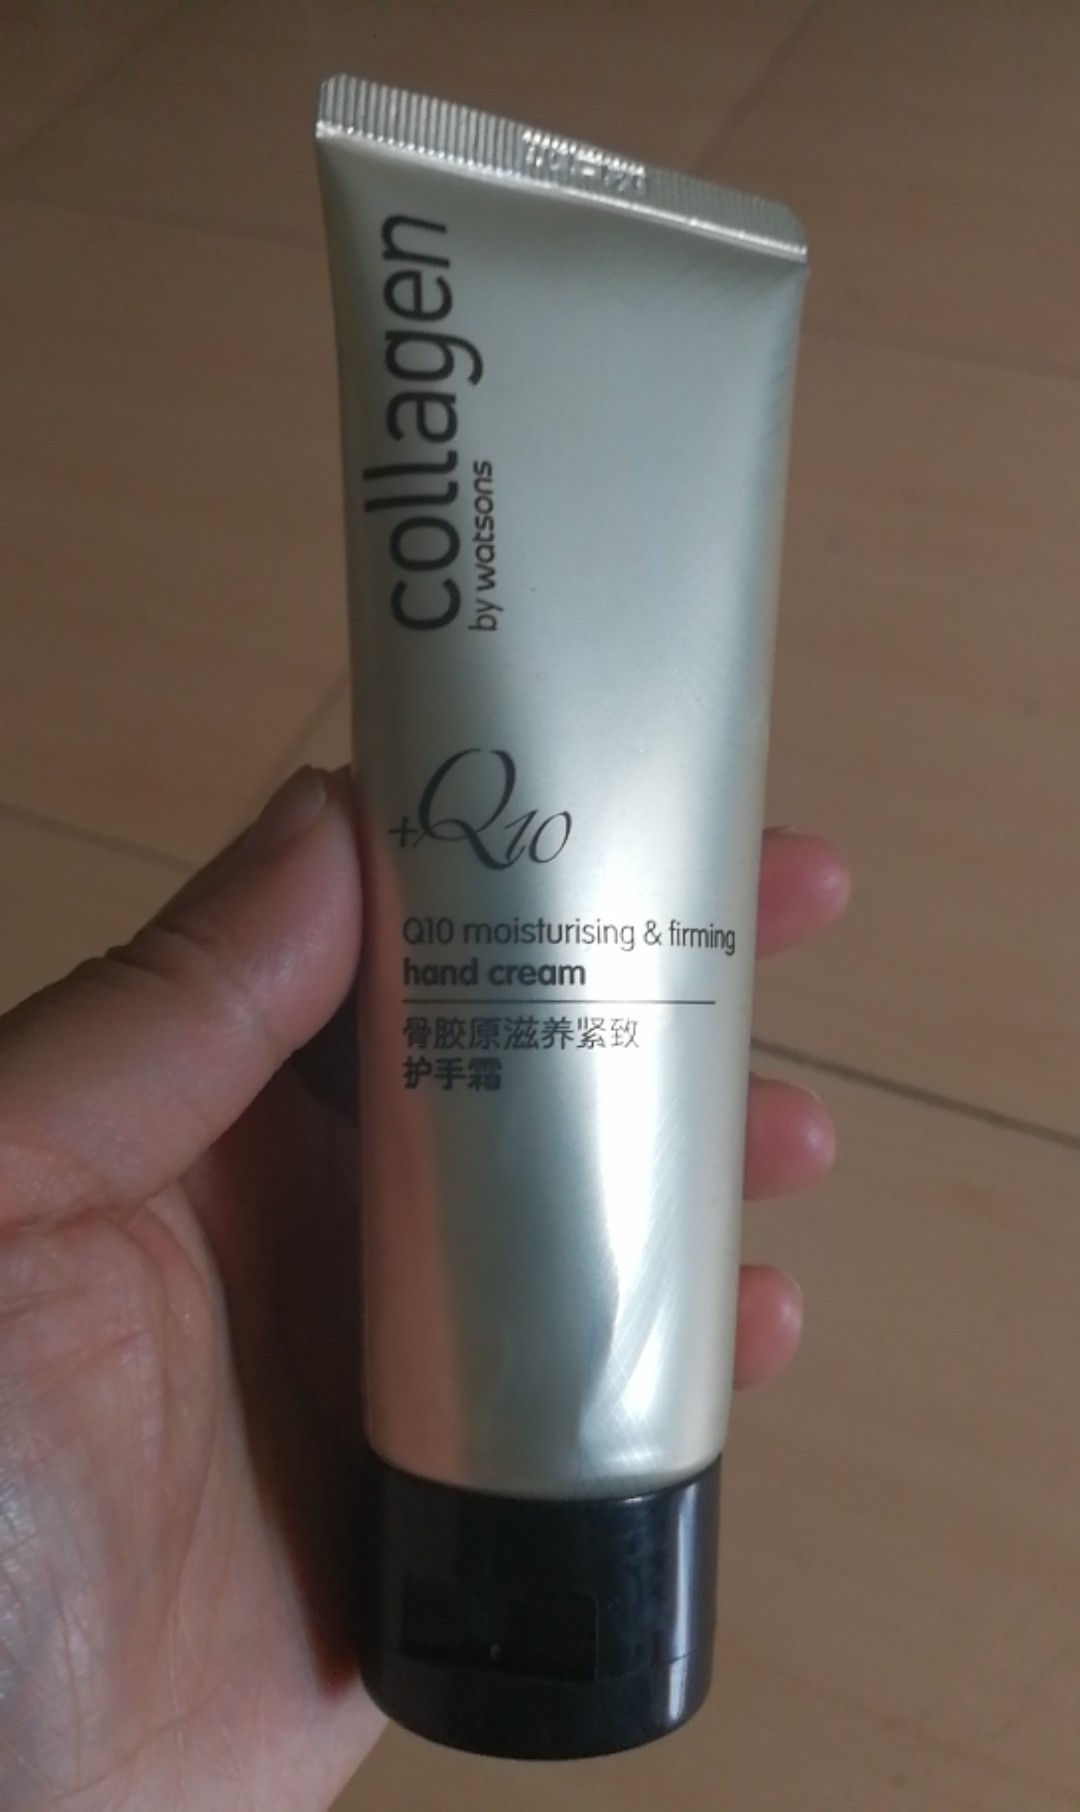 collagen
by watsons
+Q10
Q10 moisturising & firming
hand cream
骨胶原滋养紧致
护手霜